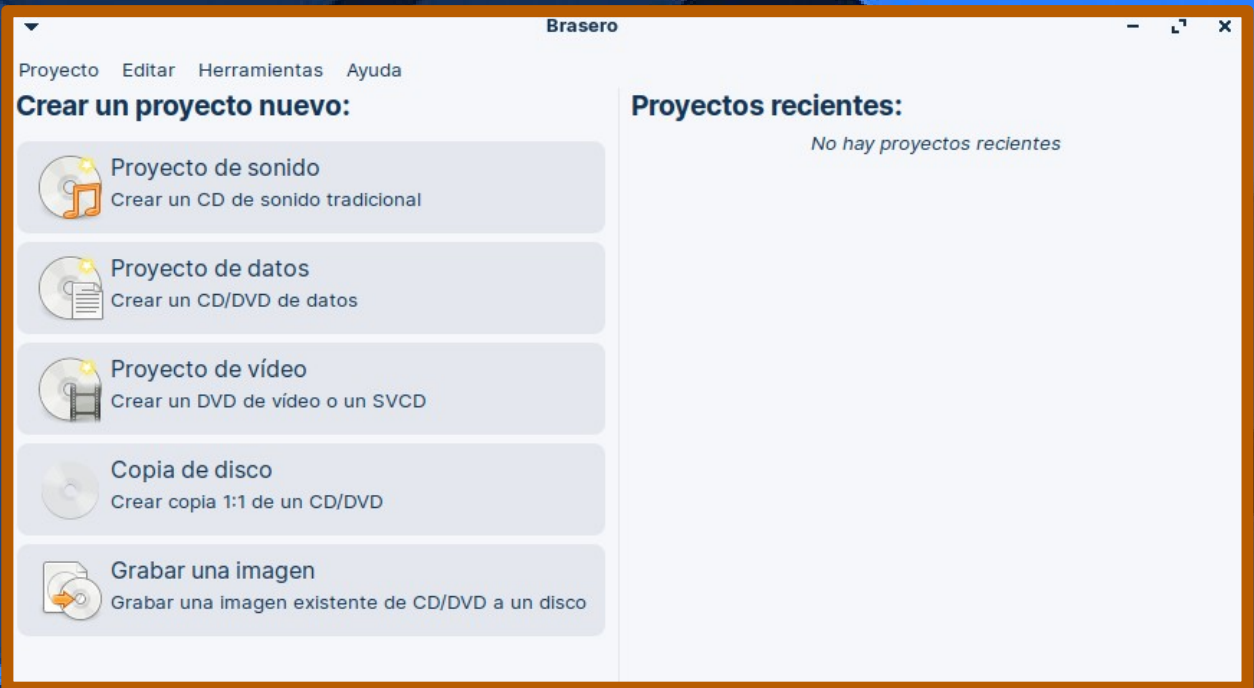 Brasero
Proyecto Editar Herramientas Ayuda
Crear un proyecto nuevo:
Proyecto de sonido
Crear un CD de sonido tradicional
Proyecto de datos
Crear un CD/DVD de datos
Proyecto de vídeo
Crear un DVD de vídeo o un SVCD
Copia de disco
Crear copia 1:1 de un CD/DVD
Grabar una imagen
Grabar una imagen existente de CD/DVD a un disco
Proyectos recientes:
No hay proyectos recientes